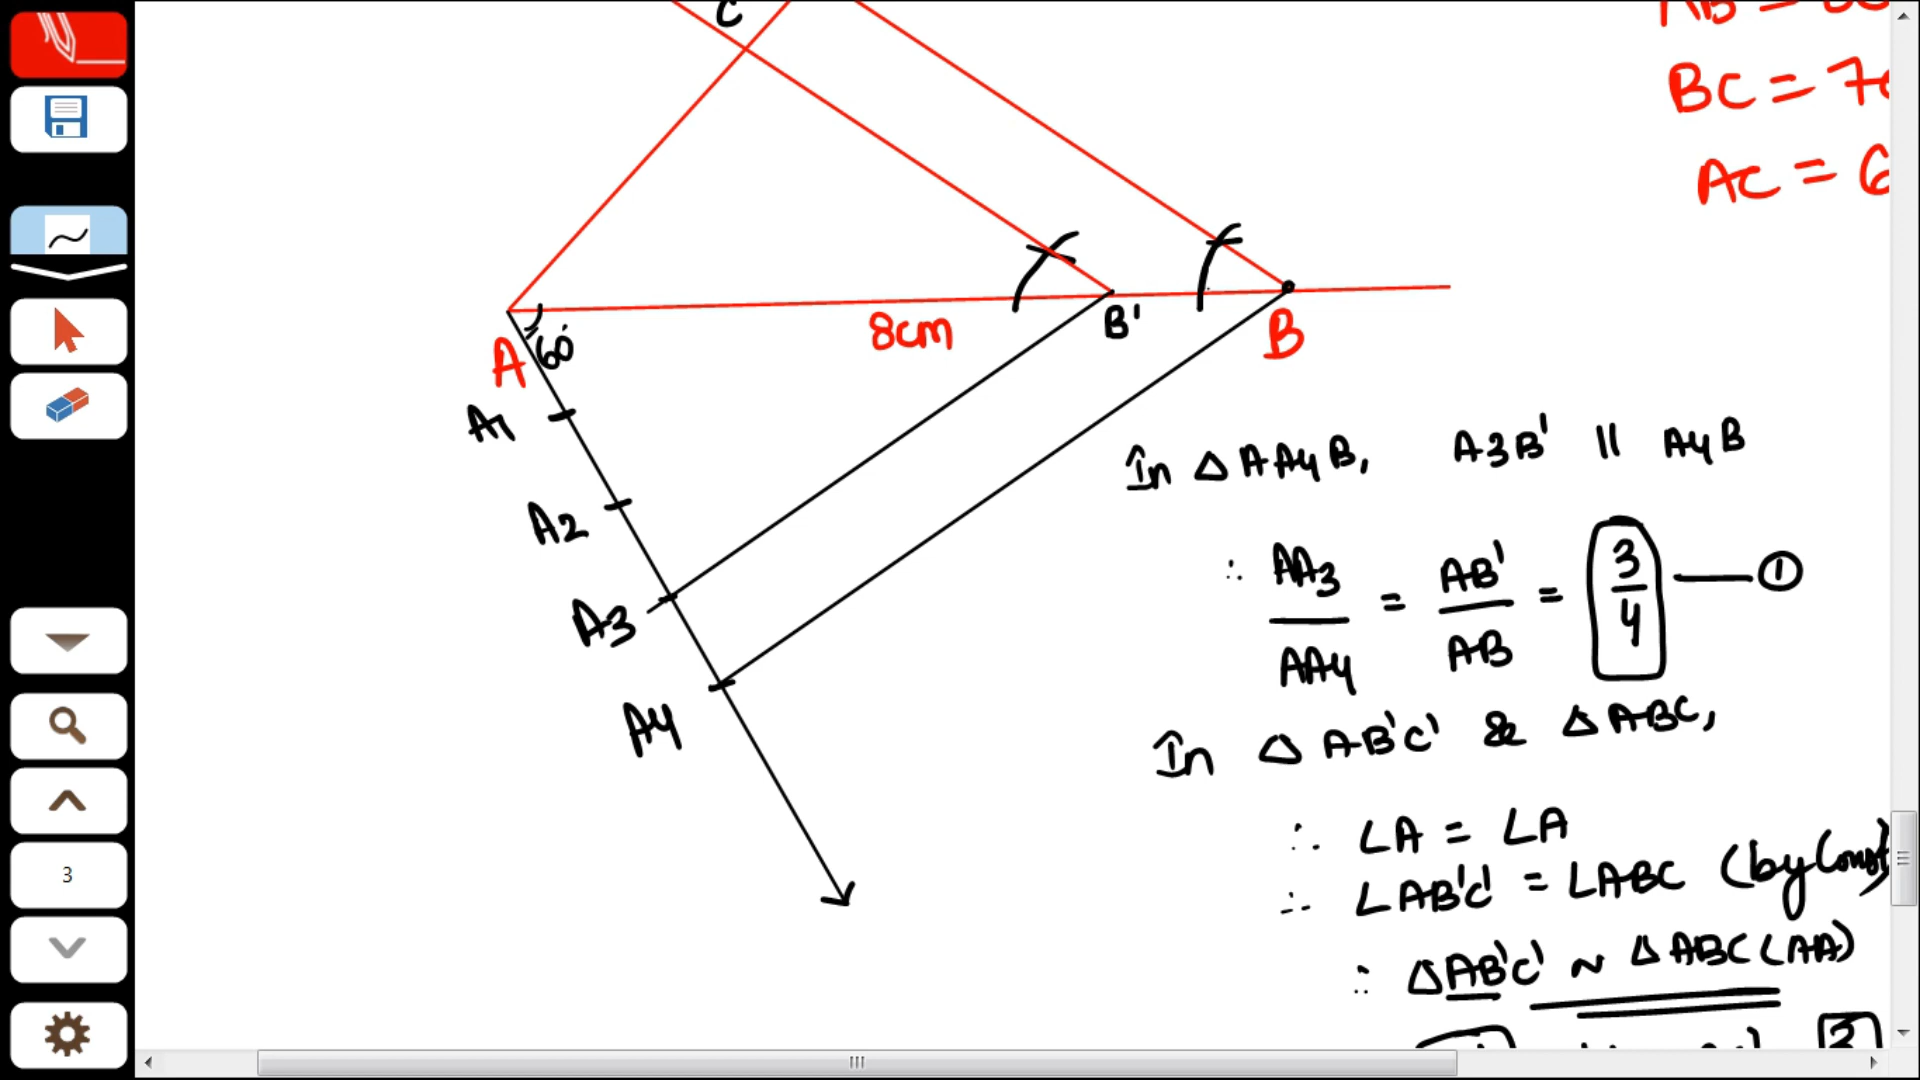 C
BC = 7
AC = 6
A
60°
8cm
B'
B
A1
A2
A3
A4
In △ AA4B, A3B' || A4B
∴ AA3/AA4 = AB'/AB = 3/4 —— ①
In △ AB'C' & △ ABC,
∴ ∠A = ∠A
∴ ∠AB'C' = ∠ABC (by Const)
∴ △AB'C' ~ △ABC (AA)
3